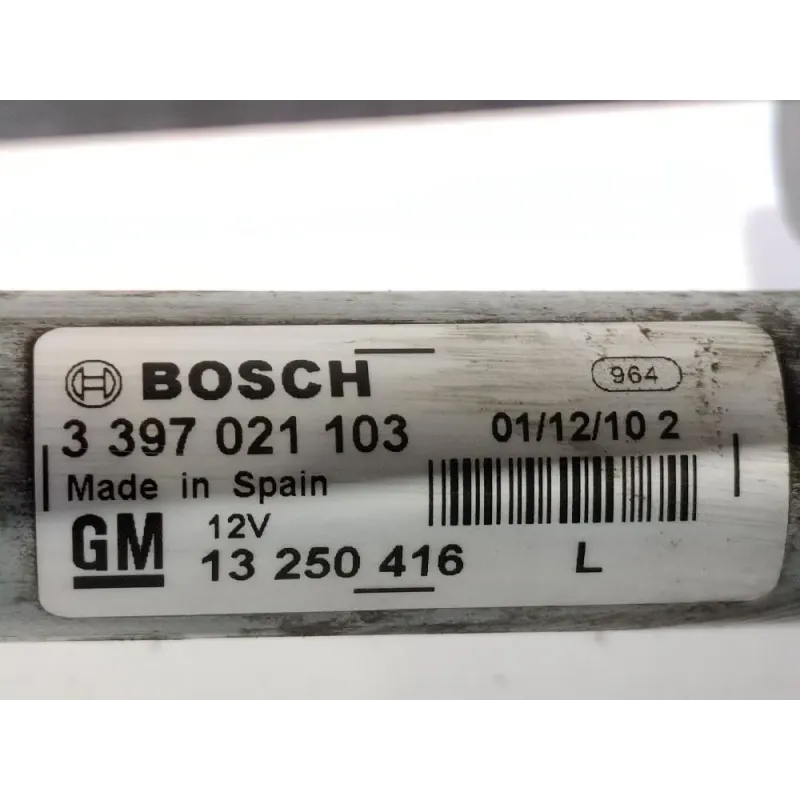 BOSCH 964
3 397 021 103 01/12/10 2
Made in Spain
GM 12V
13 250 416 L